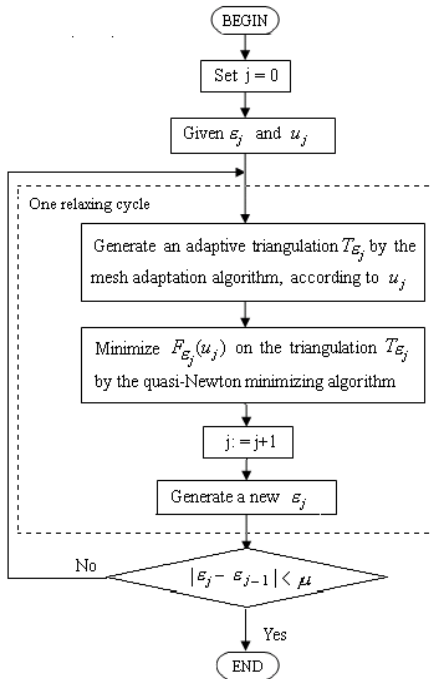 BEGIN
Set j = 0
Given ε_j and u_j
One relaxing cycle
Generate an adaptive triangulation T_{ε_j} by the
mesh adaptation algorithm, according to u_j
Minimize F_{ε_j}(u_j) on the triangulation T_{ε_j}
by the quasi-Newton minimizing algorithm
j: = j+1
Generate a new ε_j
No
|ε_j − ε_{j−1}| < μ
Yes
END